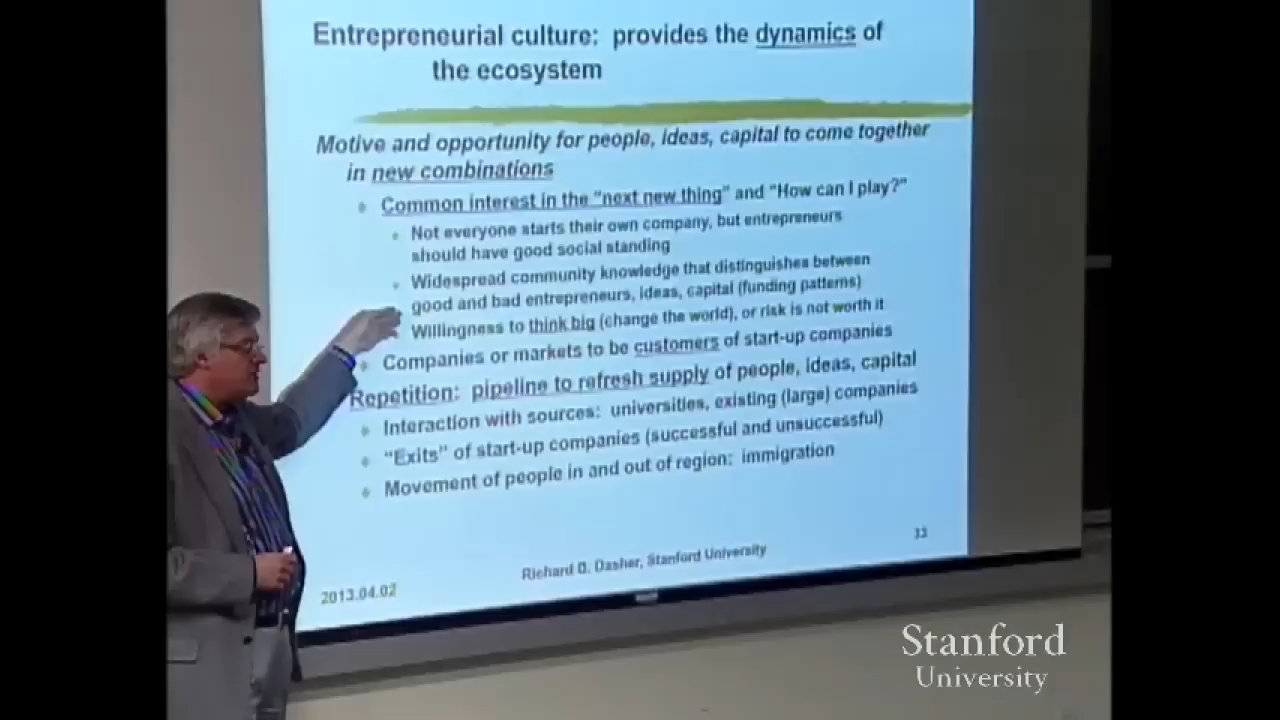 Entrepreneurial culture: provides the dynamics of
the ecosystem
Motive and opportunity for people, ideas, capital to come together
in new combinations
Common interest in the "next new thing" and "How can I play?"
Not everyone starts their own company, but entrepreneurs
should have good social standing
Widespread community knowledge that distinguishes between
good and bad entrepreneurs, ideas, capital (funding patterns)
Willingness to think big (change the world), or risk is not worth it
Companies or markets to be customers of start-up companies
Repetition: pipeline to refresh supply of people, ideas, capital
Interaction with sources: universities, existing (large) companies
"Exits" of start-up companies (successful and unsuccessful)
Movement of people in and out of region: immigration
33
Richard D. Dasher, Stanford University
2013.04.02
Stanford
University